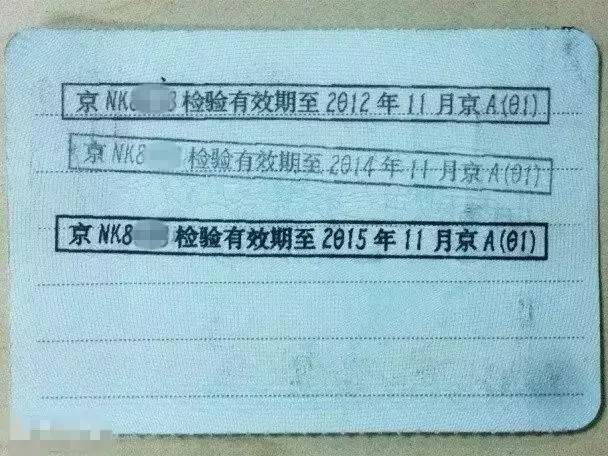 京 NK8 3 检验有效期至 2012 年 11 月京 A(01)
京 NK8 检验有效期至 2014 年 11 月京 A(01)
京 NK8 检验有效期至 2015 年 11 月京 A(01)